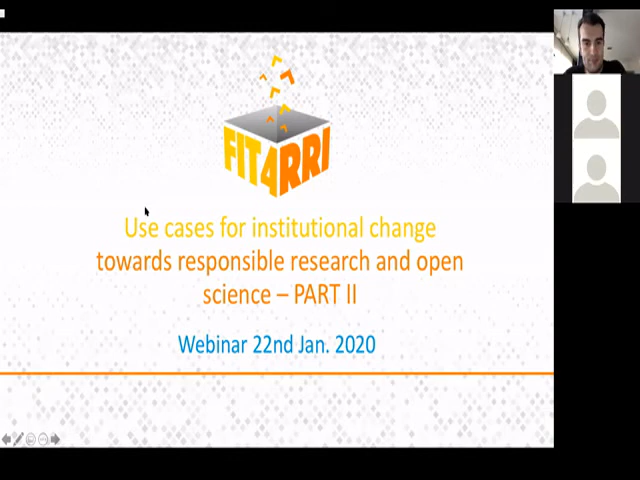 FIT4RRI
Use cases for institutional change
towards responsible research and open
science – PART II
Webinar 22nd Jan. 2020